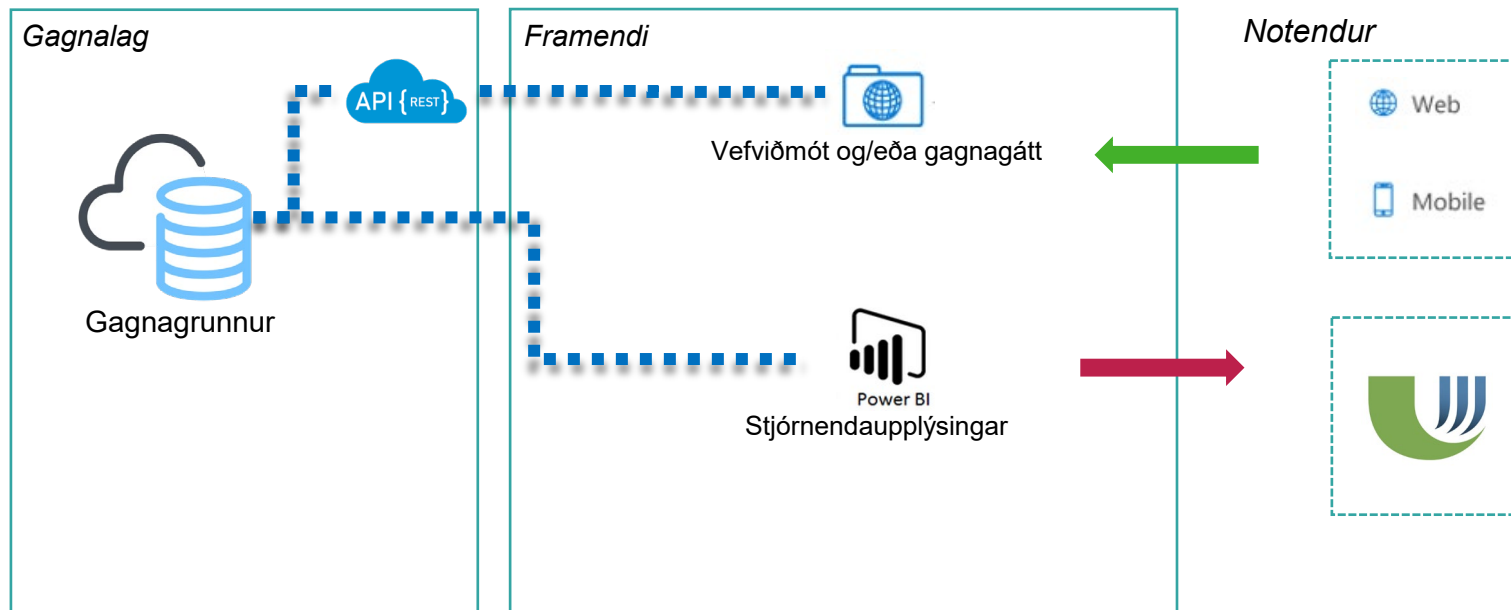 Gagnalag
Framendi
Notendur
API {REST}
Web
Vefviðmót og/eða gagnagátt
Mobile
Gagnagrunnur
Power BI
Stjórnendaupplýsingar